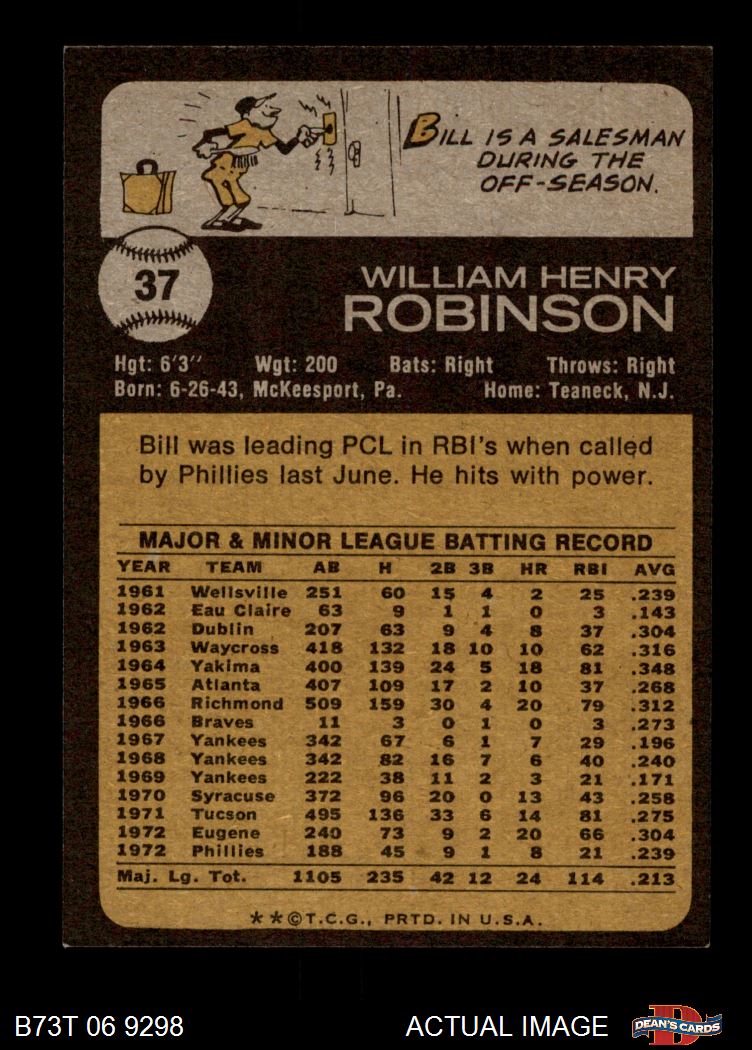 BILL IS A SALESMAN
DURING THE
OFF-SEASON.
37
WILLIAM HENRY
ROBINSON
Hgt: 6'3" Wgt: 200 Bats: Right Throws: Right
Born: 6-26-43, McKeesport, Pa. Home: Teaneck, N.J.
Bill was leading PCL in RBI's when called
by Phillies last June. He hits with power.
MAJOR & MINOR LEAGUE BATTING RECORD
YEAR TEAM AB H 2B 3B HR RBI AVG
1961 Wellsville 251 60 15 4 2 25 .239
1962 Eau Claire 63 9 1 1 0 3 .143
1962 Dublin 207 63 9 4 8 37 .304
1963 Waycross 418 132 18 10 10 62 .316
1964 Yakima 400 139 24 5 18 81 .348
1965 Atlanta 407 109 17 2 10 37 .268
1966 Richmond 509 159 30 4 20 79 .312
1966 Braves 11 3 0 1 0 3 .273
1967 Yankees 342 67 6 1 7 29 .196
1968 Yankees 342 82 16 7 6 40 .240
1969 Yankees 222 38 11 2 3 21 .171
1970 Syracuse 372 96 20 0 13 43 .258
1971 Tucson 495 136 33 6 14 81 .275
1972 Eugene 240 73 9 2 20 66 .304
1972 Phillies 188 45 9 1 8 21 .239
Maj. Lg. Tot. 1105 235 42 12 24 114 .213
**©T.C.G., PRTD. IN U.S.A.
B73T 06 9298 ACTUAL IMAGE
D
DEAN'S CARDS